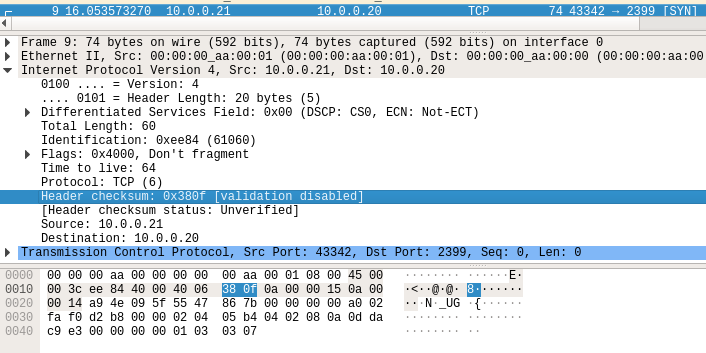 9 16.053573270 10.0.0.21 10.0.0.20 TCP 74 43342 → 2399 [SYN]
Frame 9: 74 bytes on wire (592 bits), 74 bytes captured (592 bits) on interface 0
Ethernet II, Src: 00:00:00_aa:00:01 (00:00:00:aa:00:01), Dst: 00:00:00_aa:00:00 (00:00:00:aa:00
Internet Protocol Version 4, Src: 10.0.0.21, Dst: 10.0.0.20
0100 .... = Version: 4
.... 0101 = Header Length: 20 bytes (5)
Differentiated Services Field: 0x00 (DSCP: CS0, ECN: Not-ECT)
Total Length: 60
Identification: 0xee84 (61060)
Flags: 0x4000, Don't fragment
Time to live: 64
Protocol: TCP (6)
Header checksum: 0x380f [validation disabled]
[Header checksum status: Unverified]
Source: 10.0.0.21
Destination: 10.0.0.20
Transmission Control Protocol, Src Port: 43342, Dst Port: 2399, Seq: 0, Len: 0
0000 00 00 00 aa 00 00 00 00 00 aa 00 01 08 00 45 00 ········ ······E·
0010 00 3c ee 84 40 00 40 06 38 0f 0a 00 00 15 0a 00 ·<··@·@· 8·······
0020 00 14 a9 4e 09 5f 55 47 86 7b 00 00 00 00 a0 02 ···N·_UG ·{······
0030 fa f0 d2 b8 00 00 02 04 05 b4 04 02 08 0a 0d da ········ ········
0040 c9 e3 00 00 00 00 01 03 03 07 ········ ··